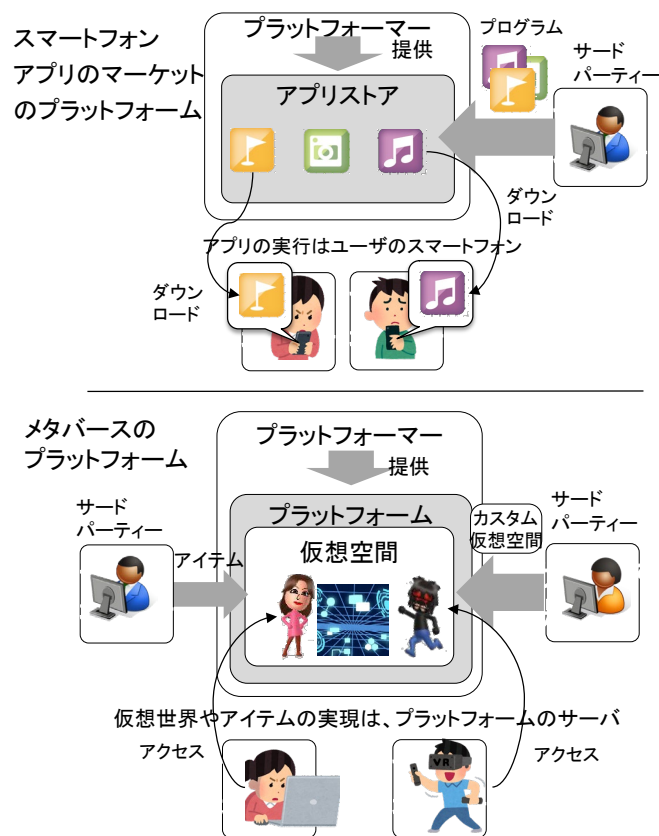 スマートフォン
アプリのマーケット
のプラットフォーム
プラットフォーマー
提供
アプリストア
プログラム
サード
パーティー
ダウン
ロード
アプリの実行はユーザのスマートフォン
ダウン
ロード
メタバースの
プラットフォーム
プラットフォーマー
提供
サード
パーティー
アイテム
プラットフォーム
仮想空間
カスタム
仮想空間
サード
パーティー
仮想世界やアイテムの実現は、プラットフォームのサーバ
アクセス
VR
アクセス